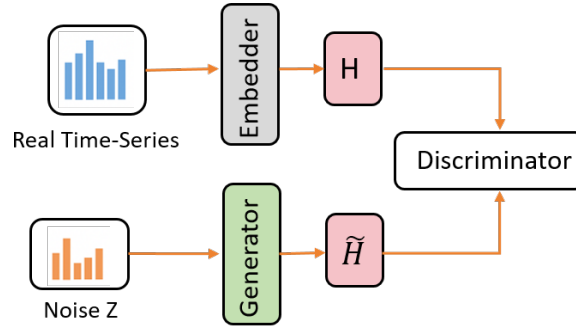 Embedder
H
Real Time-Series
Discriminator
Generator
H̃
Noise Z